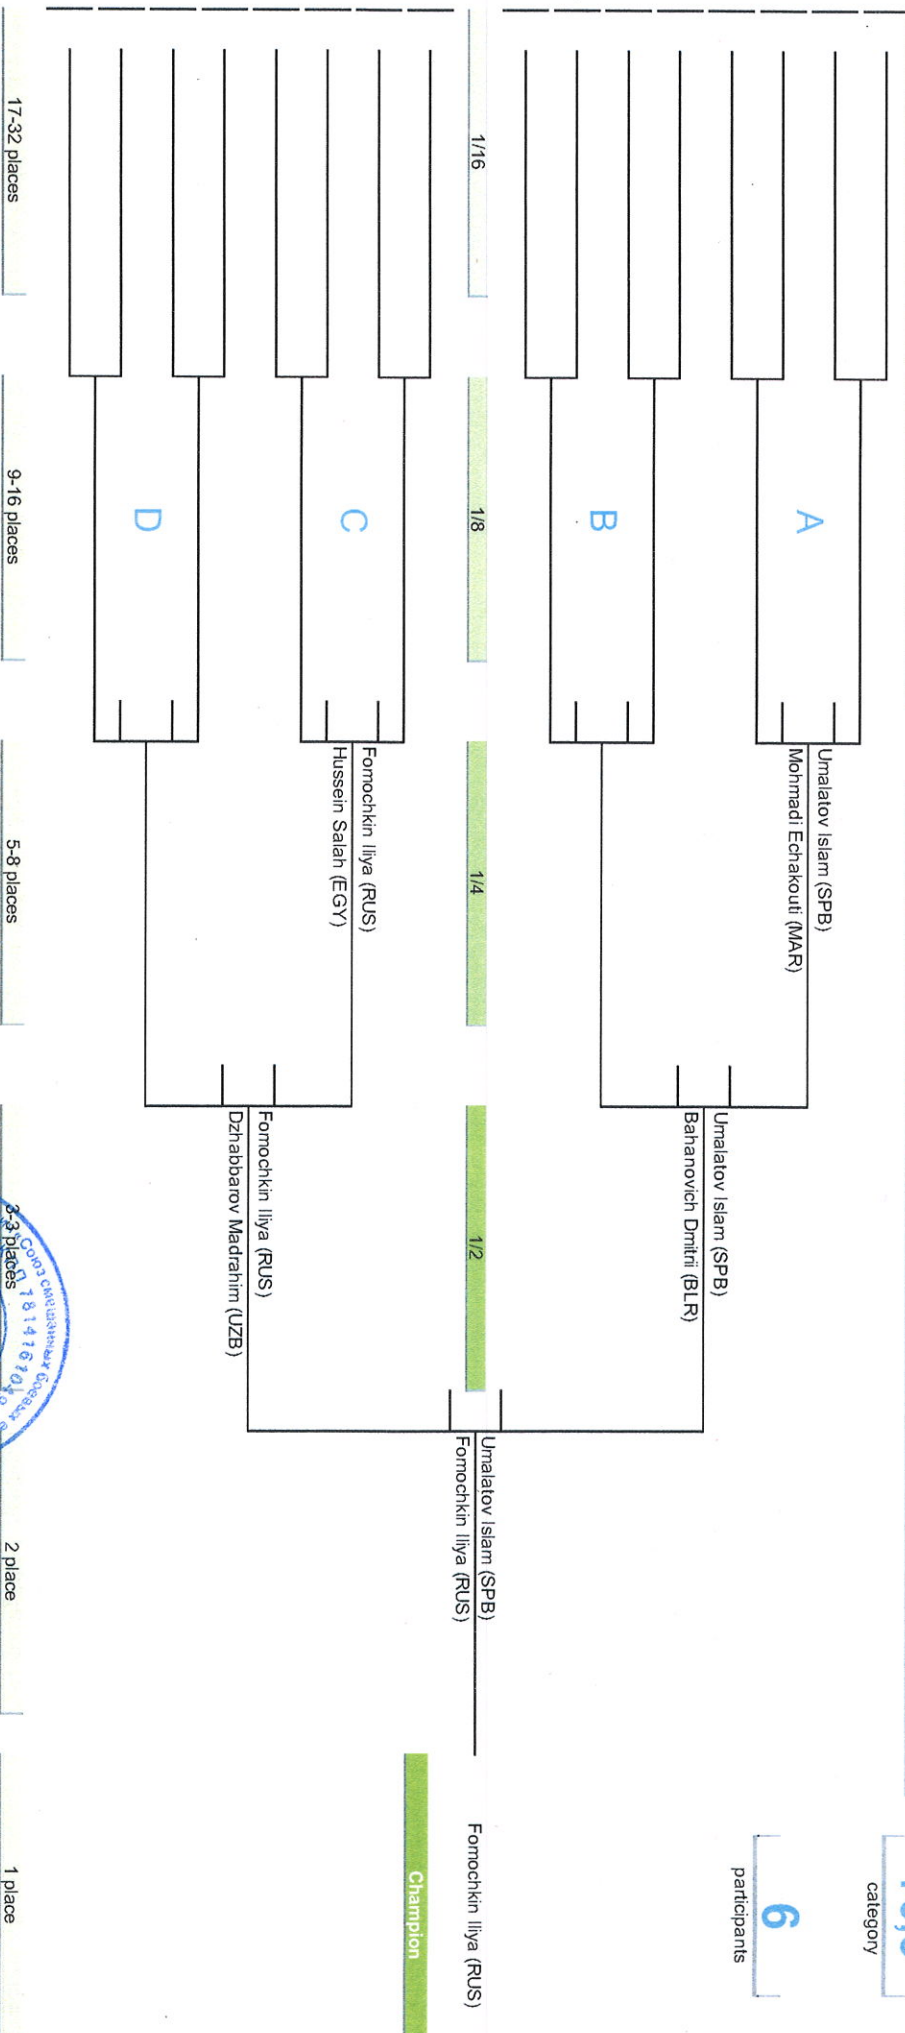 category
6
participants
1/16
1/8
1/4
1/2
A
Umalatov Islam (SPB)
Mohmadi Echakouti (MAR)
B
Umalatov Islam (SPB)
Bahanovich Dmitrii (BLR)
Umalatov Islam (SPB)
Fomochkin Iliya (RUS)
Fomochkin Iliya (RUS)
Champion
C
Fomochkin Iliya (RUS)
Hussein Salah (EGY)
D
Fomochkin Iliya (RUS)
Dzhabbarov Madrahim (UZB)
17-32 places
9-16 places
5-8 places
3-3 places
2 place
1 place